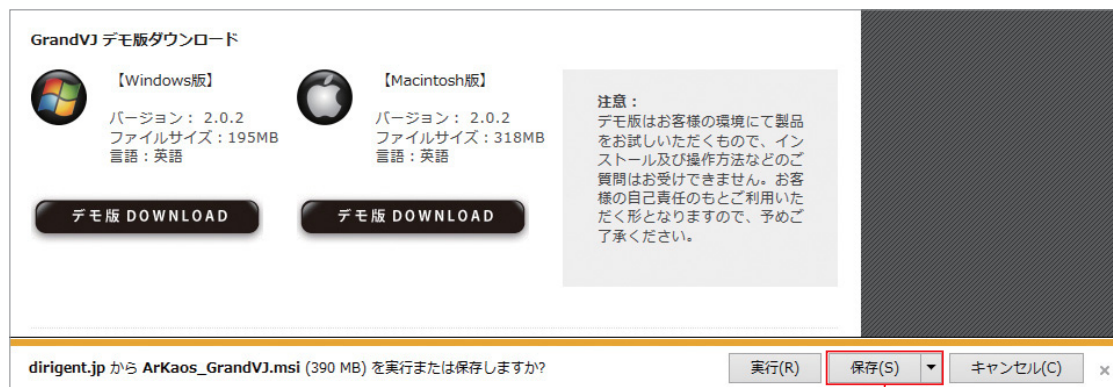 GrandVJ デモ版ダウンロード
【Windows版】
バージョン： 2.0.2
ファイルサイズ：195MB
言語：英語
デモ版 DOWNLOAD
【Macintosh版】
バージョン： 2.0.2
ファイルサイズ：318MB
言語：英語
デモ版 DOWNLOAD
注意：
デモ版はお客様の環境にて製品
をお試しいただくもので、イン
ストール及び操作方法などのご
質問はお受けできません。お客
様の自己責任のもとご利用いた
だく形となりますので、予めご
了承ください。
dirigent.jp から ArKaos_GrandVJ.msi (390 MB) を実行または保存しますか?
実行(R)
保存(S)
キャンセル(C)